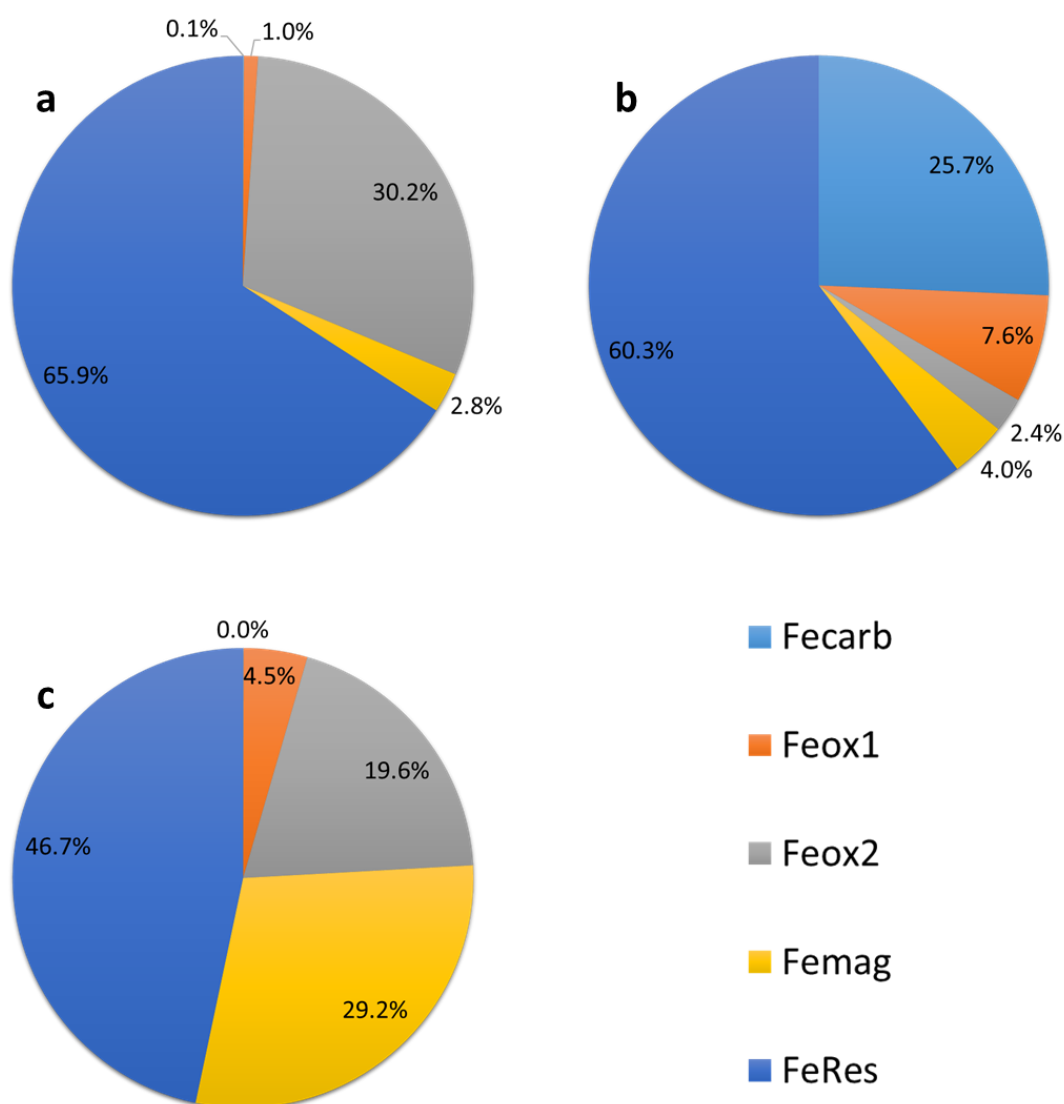 0.1%
1.0%
a
30.2%
65.9%
2.8%
b
25.7%
7.6%
60.3%
2.4%
4.0%
0.0%
c
4.5%
19.6%
46.7%
29.2%
Fecarb
Feox1
Feox2
Femag
FeRes